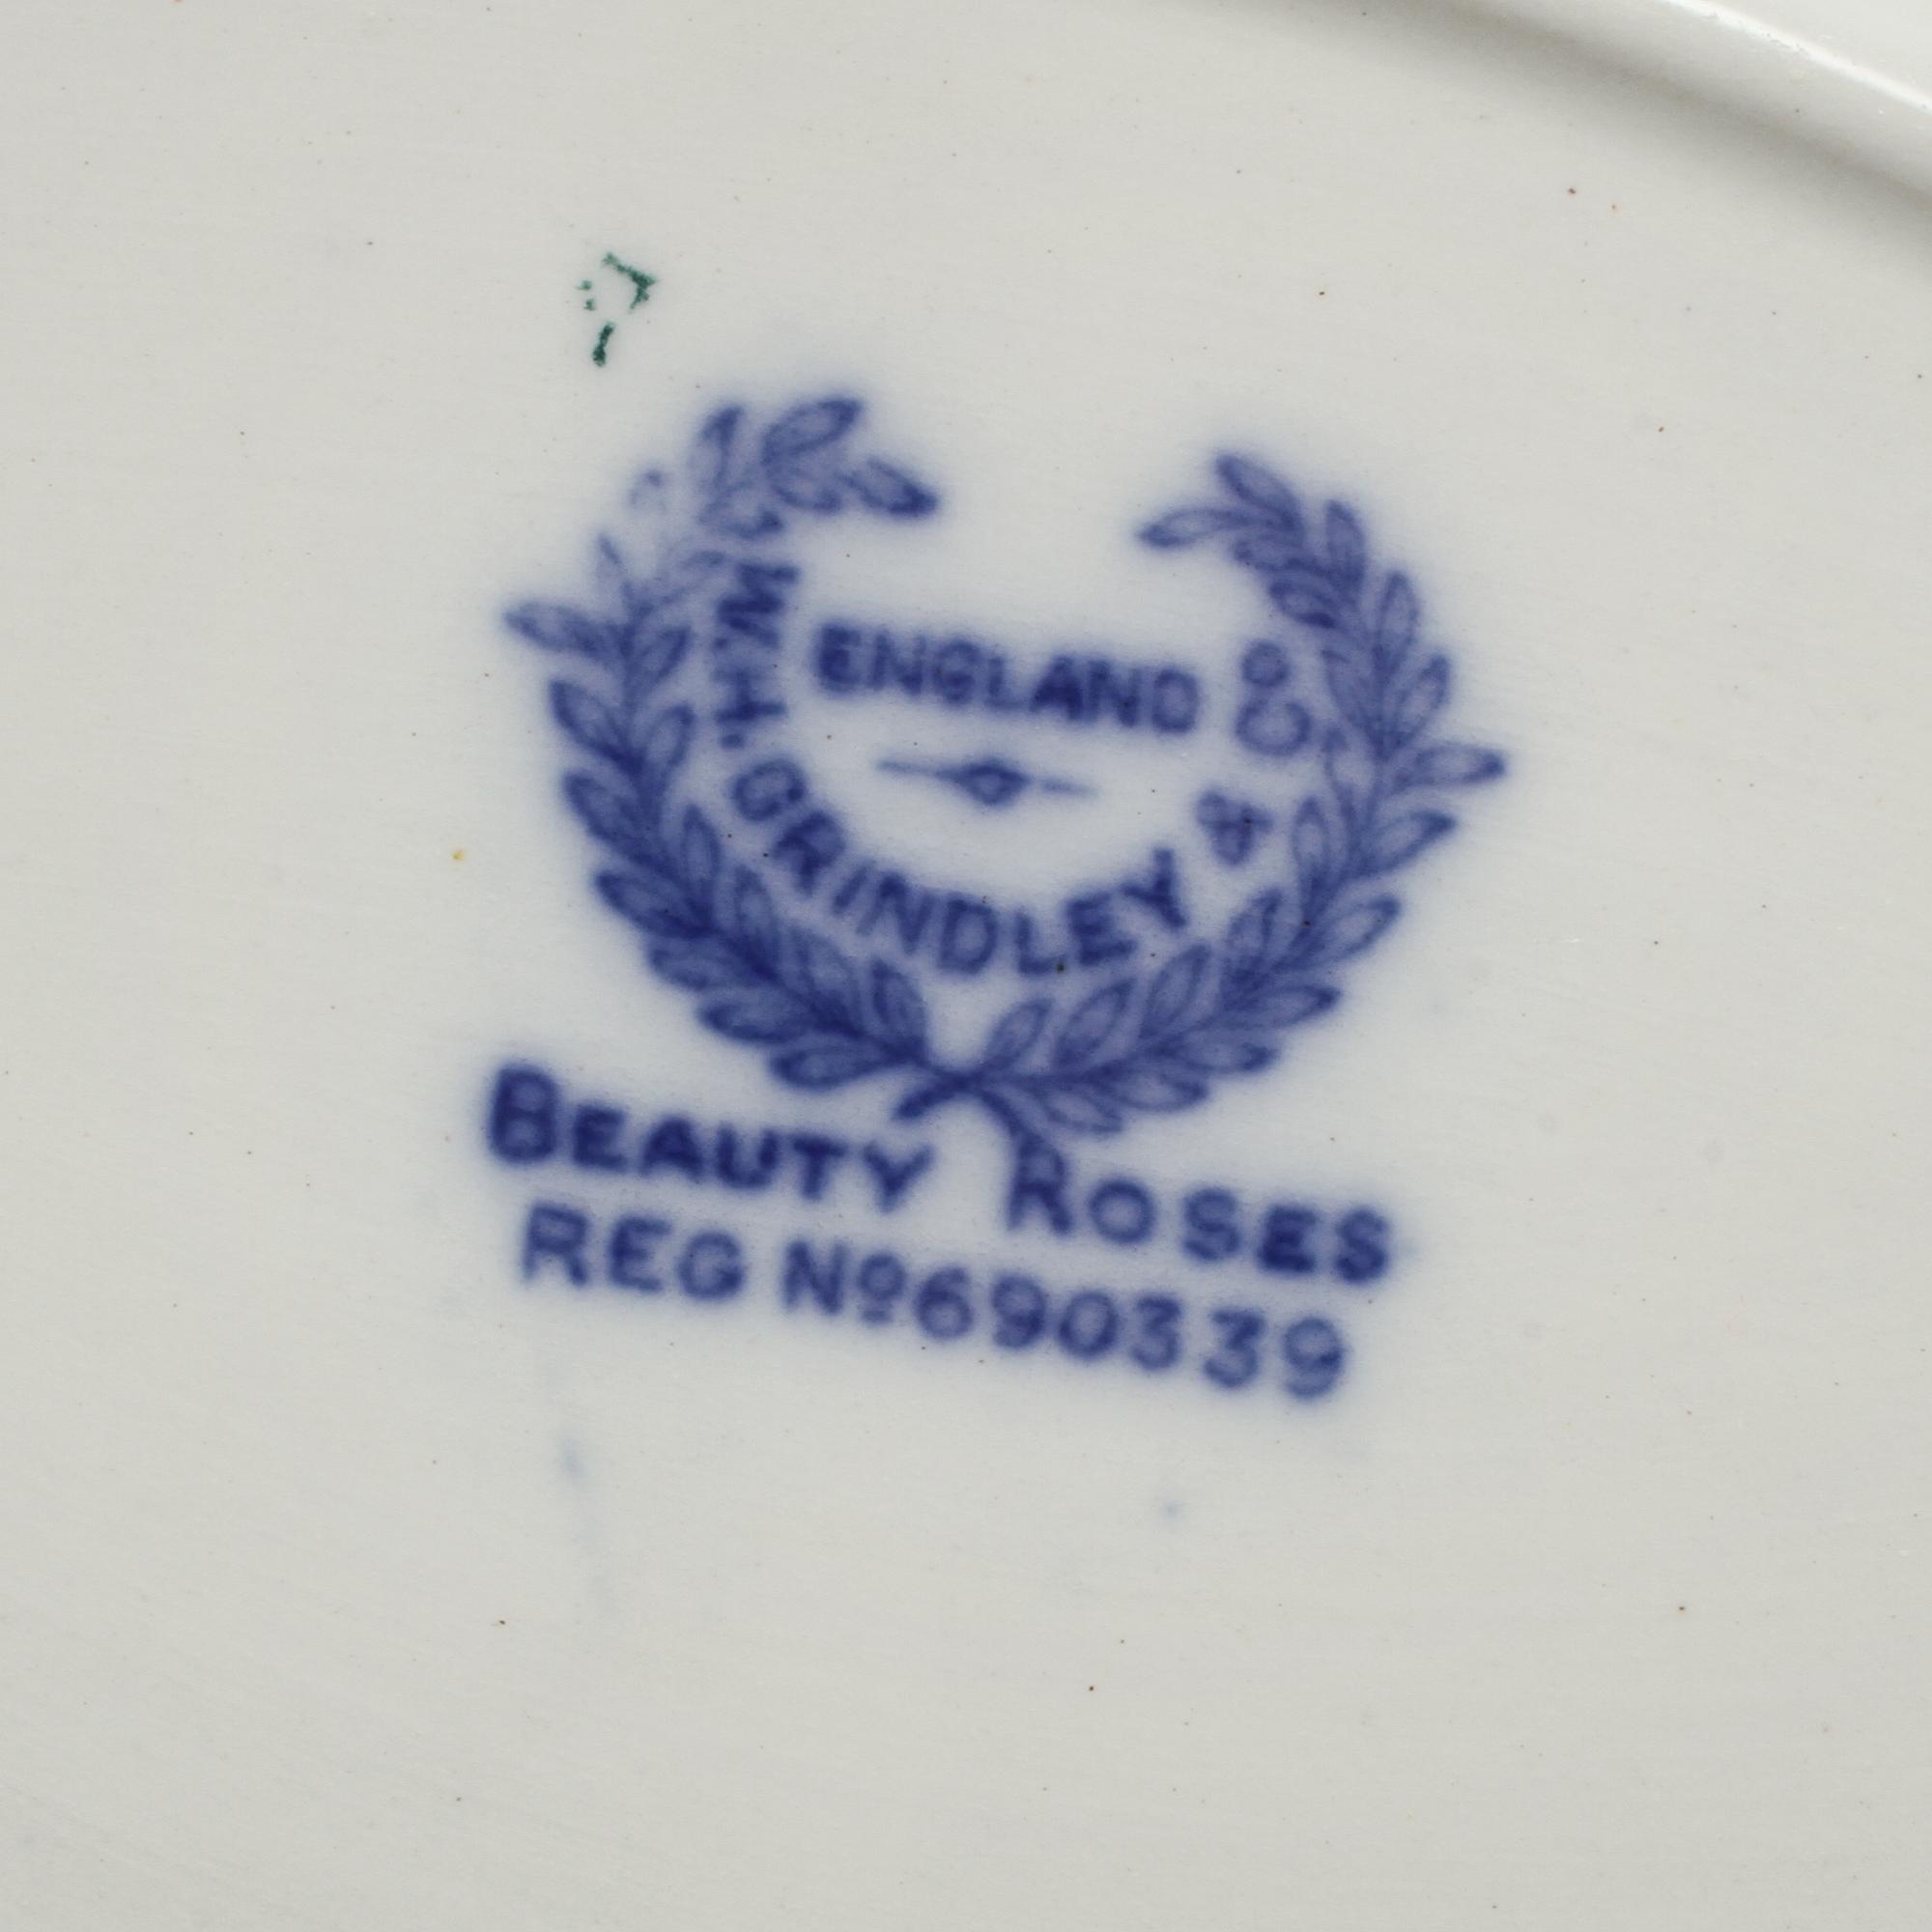 ENGLAND
W.H. GRINDLEY & Co
BEAUTY ROSES
REG Nº 690339